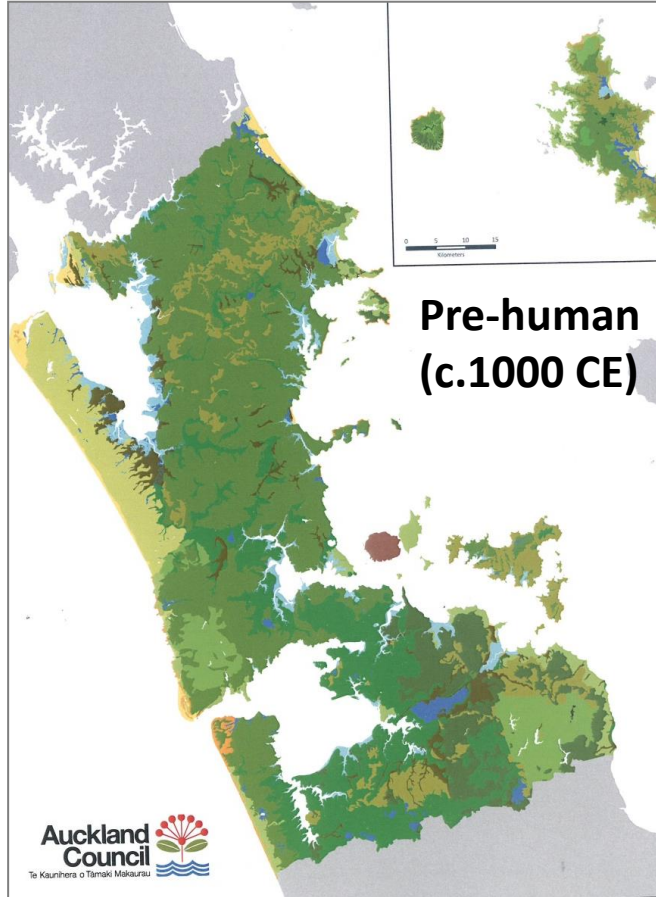 0 5 10 15
Kilometers
Pre-human
(c.1000 CE)
Auckland
Council
Te Kaunihera o Tāmaki Makaurau